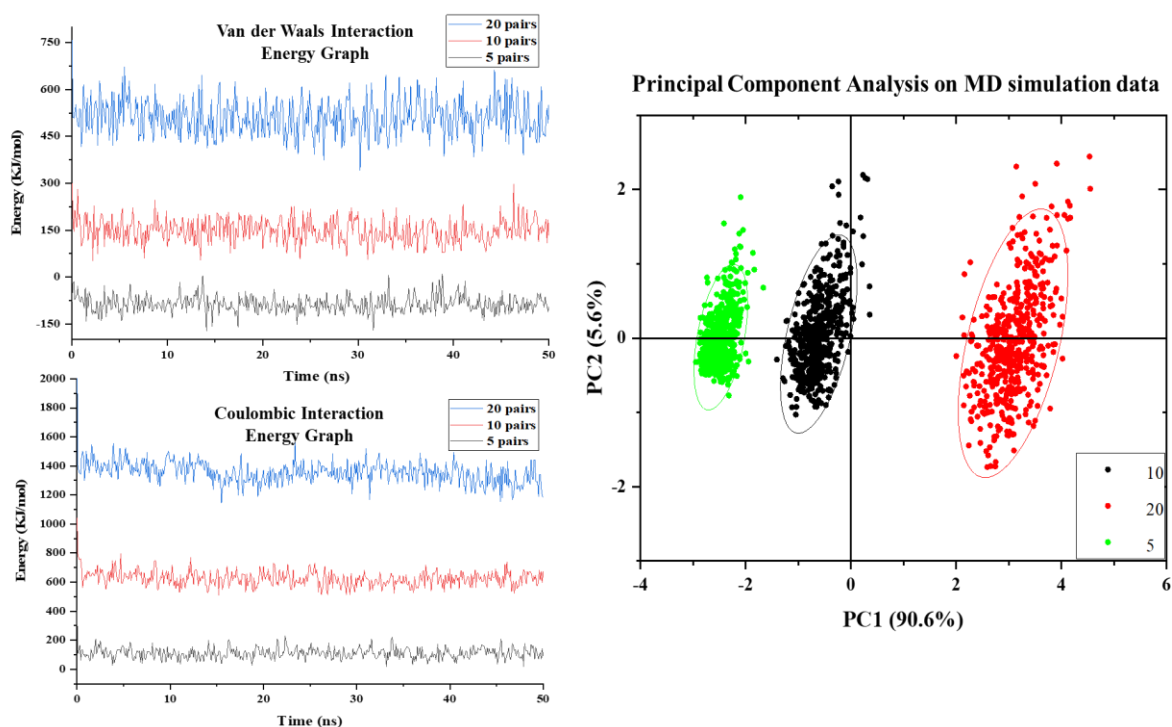 Van der Waals Interaction
Energy Graph
20 pairs
10 pairs
5 pairs
Energy (KJ/mol)
750
600
450
300
150
0
-150
0
10
20
30
40
50
Time (ns)
Coulombic Interaction
Energy Graph
20 pairs
10 pairs
5 pairs
Energy (KJ/mol)
2000
1800
1600
1400
1200
1000
800
600
400
200
0
0
10
20
30
40
50
Time (ns)
Principal Component Analysis on MD simulation data
PC2 (5.6%)
2
0
-2
10
20
5
-4
-2
0
2
4
6
PC1 (90.6%)